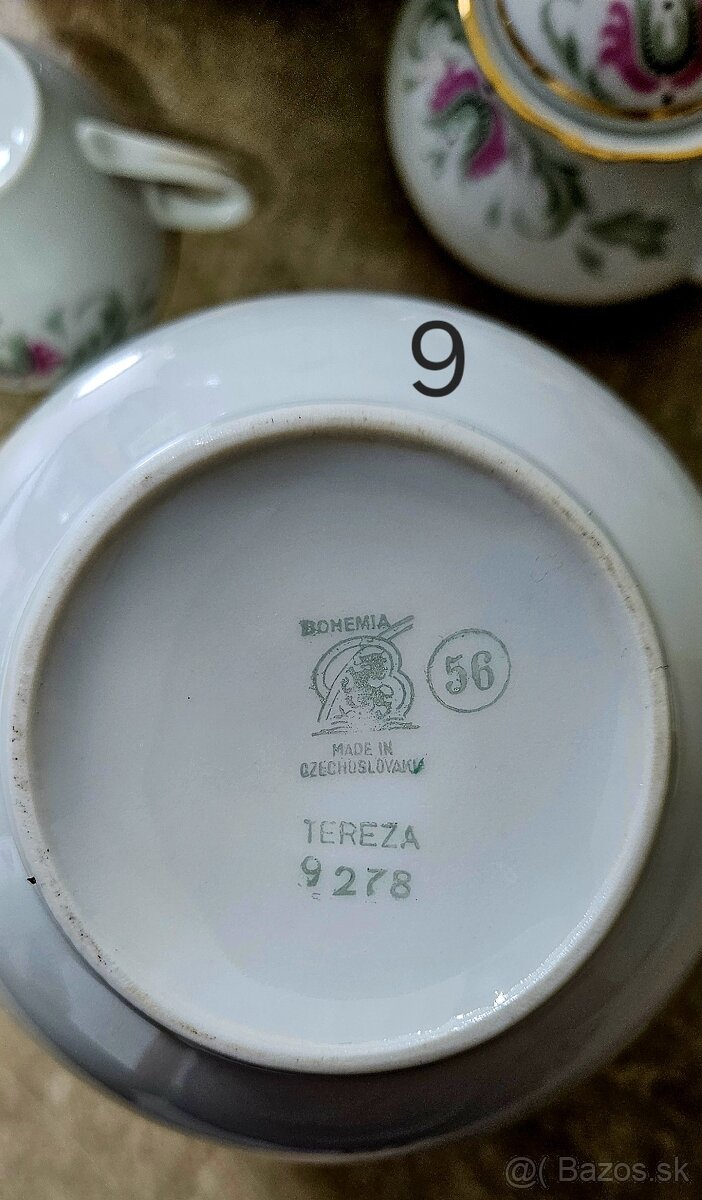 9
BOHEMIA
56
MADE IN
CZECHOSLOVAKIA
TEREZA
9278
@( Bazos.sk